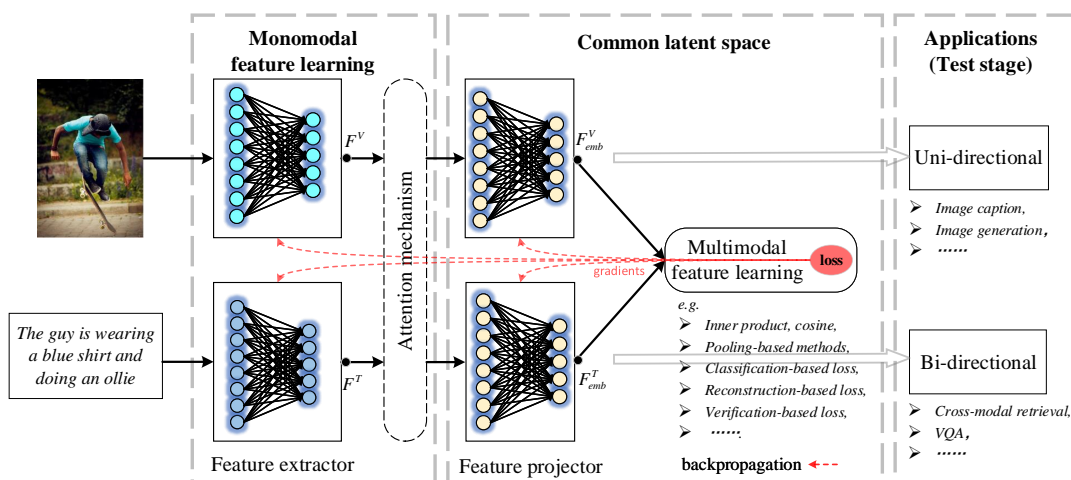 Monomodal
feature learning
Common latent space
Applications
(Test stage)
F^V
Attention mechanism
F^V_emb
Uni-directional
➢ Image caption,
➢ Image generation,
➢ ······
Multimodal
feature learning
loss
gradients
The guy is wearing
a blue shirt and
doing an ollie
F^T
F^T_emb
e.g.
➢ Inner product, cosine,
➢ Pooling-based methods,
➢ Classification-based loss,
➢ Reconstruction-based loss,
➢ Verification-based loss,
➢ ······.
Bi-directional
➢ Cross-modal retrieval,
➢ VQA,
➢ ······
Feature extractor
Feature projector
backpropagation